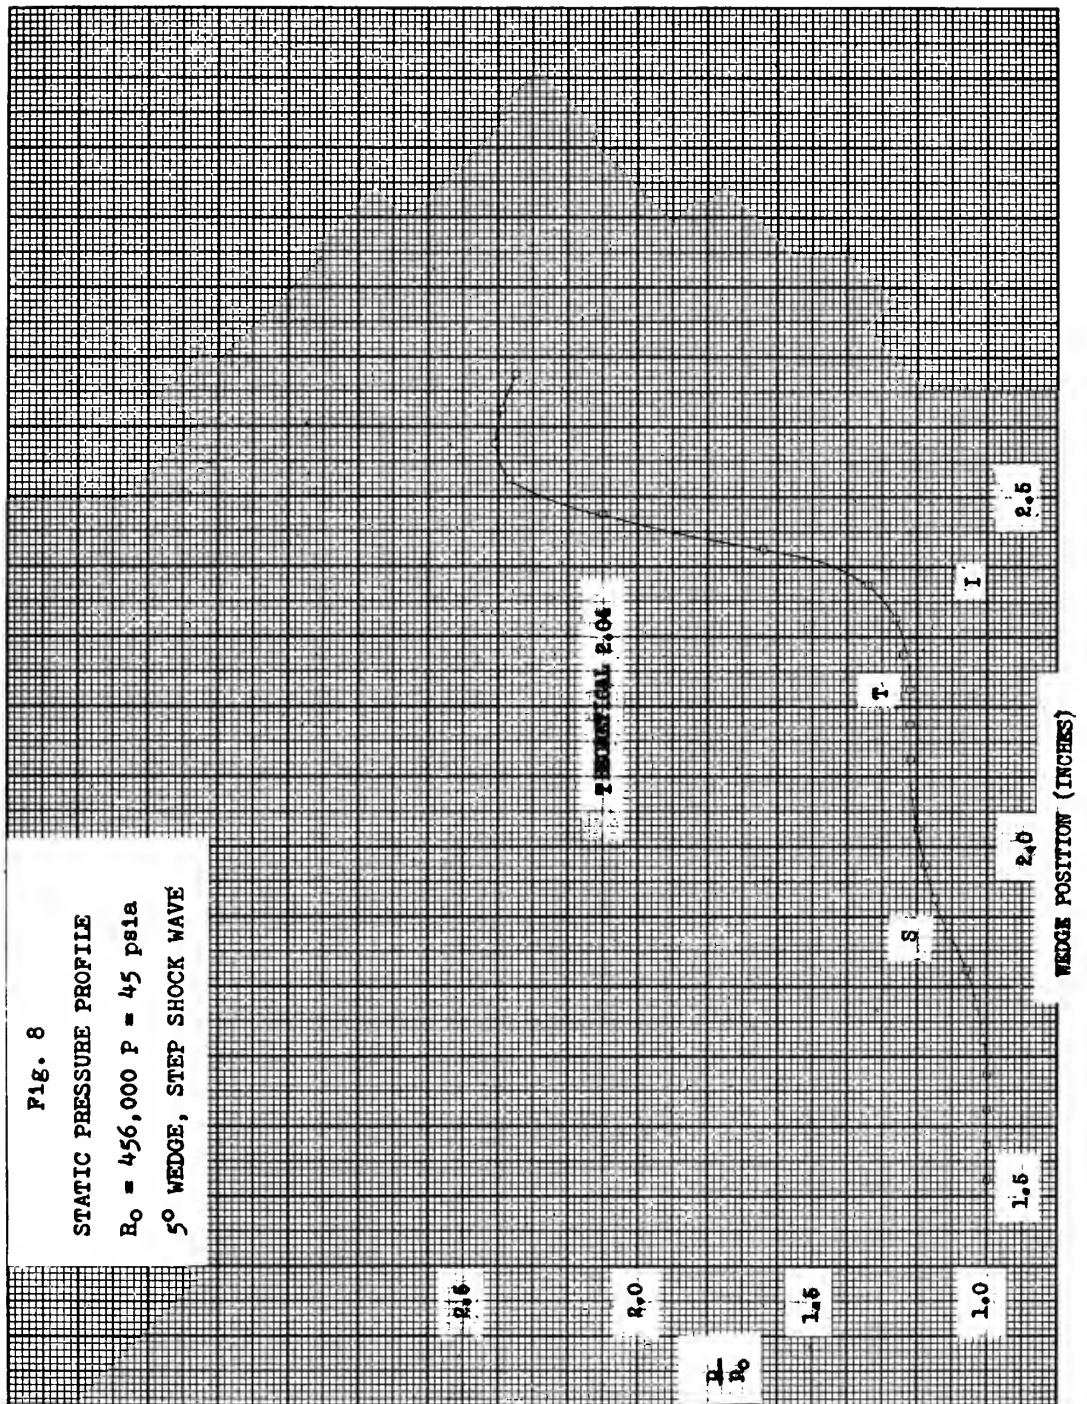 Fig. 8
STATIC PRESSURE PROFILE
R₀ = 456,000 P = 45 psia
5° WEDGE, STEP SHOCK WAVE
THEORETICAL 2.04
2.5
2.0
1.5
1.0
P
P₀
S
T
I
1.5
2.0
2.5
WEDGE POSITION (INCHES)